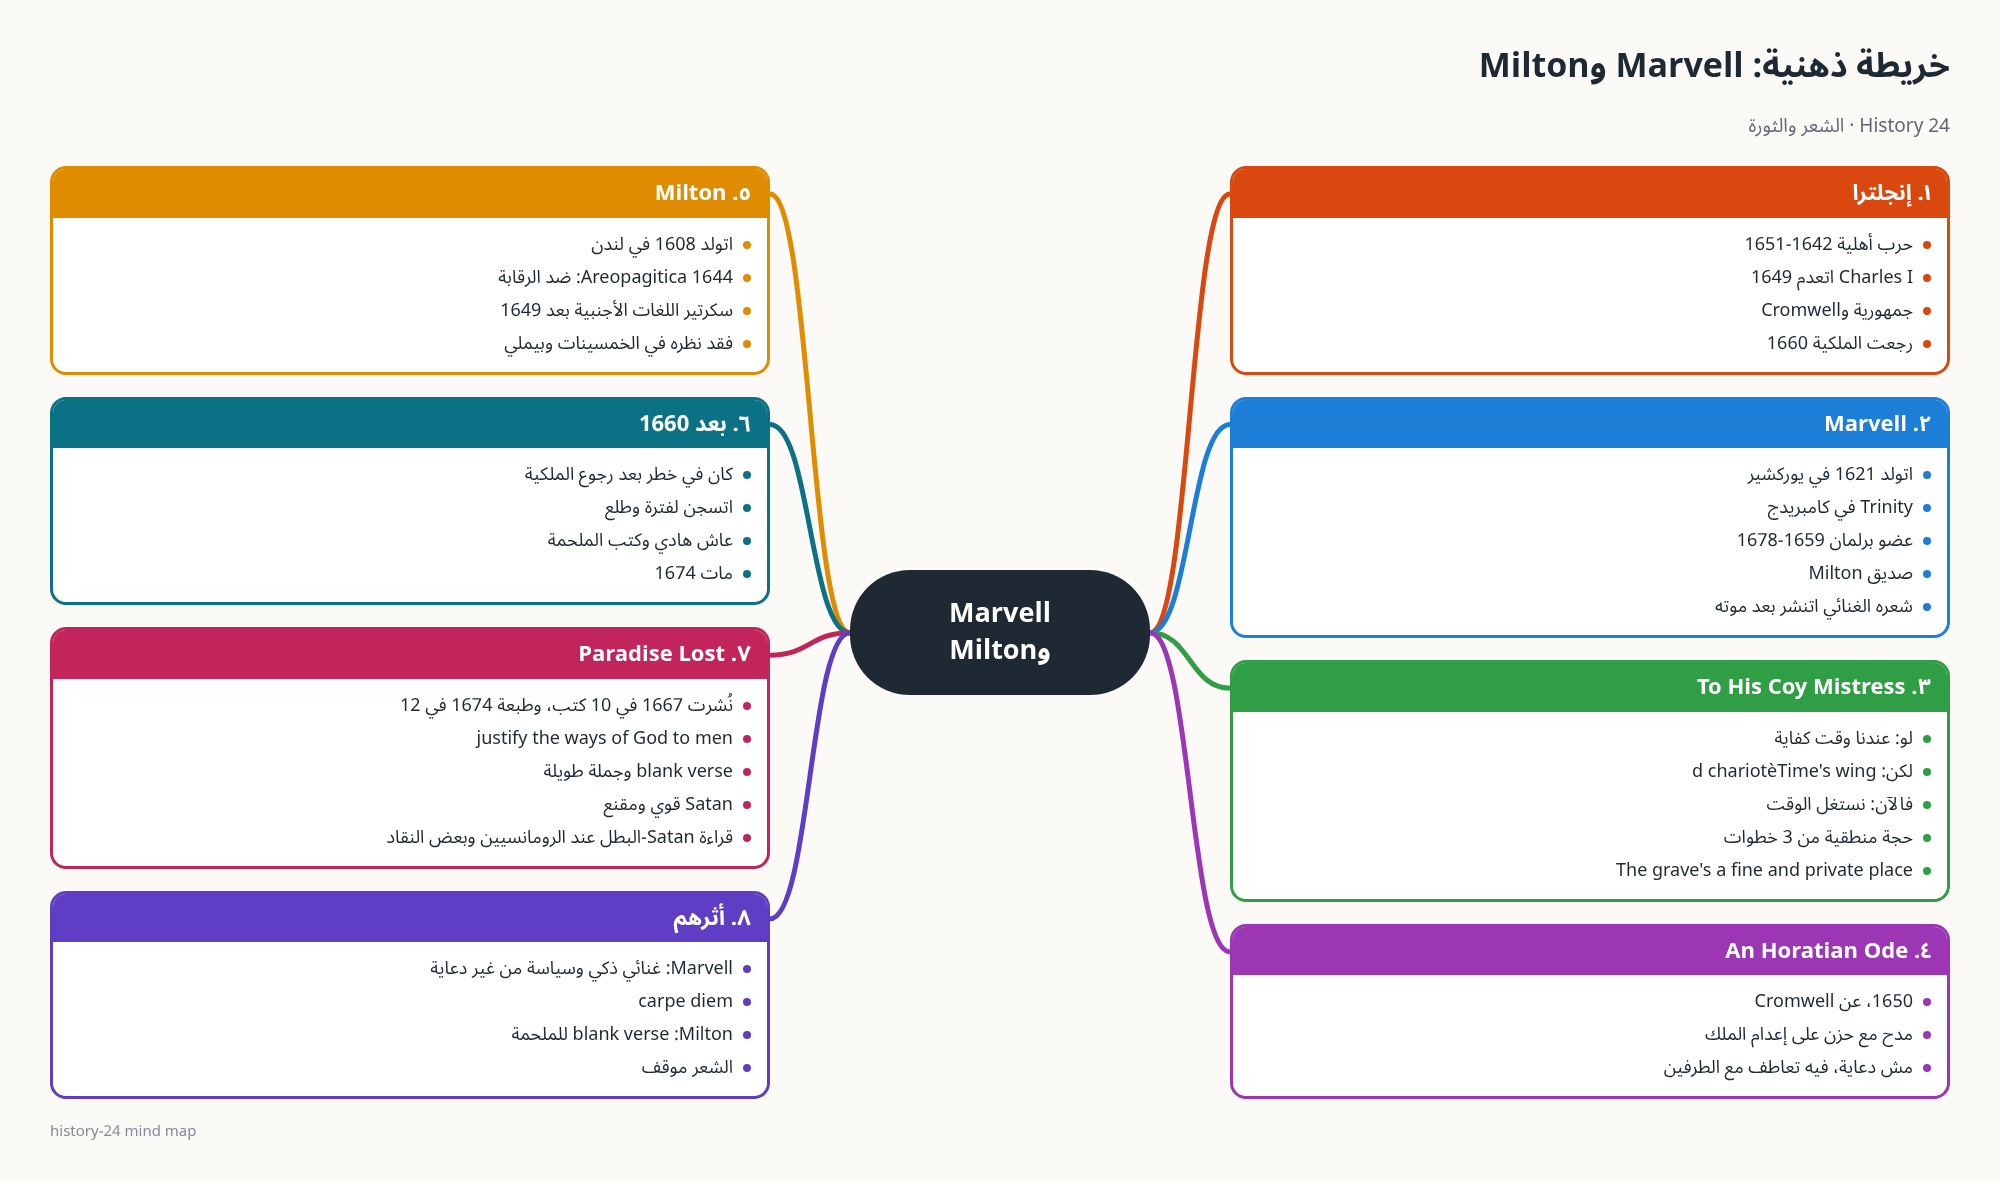 خريطة ذهنية: Marvell وMilton
History 24 · الشعر والثورة
١. إنجلترا
حرب أهلية 1642-1651
Charles I اتعدم 1649
جمهورية وCromwell
رجعت الملكية 1660
٢. Marvell
اتولد 1621 في يوركشير
Trinity في كامبريدج
عضو برلمان 1659-1678
صديق Milton
شعره الغنائي اتنشر بعد موته
٣. To His Coy Mistress
لو: عندنا وقت كفاية
لكن: Time's wingèd chariot
فالآن: نستغل الوقت
حجة منطقية من 3 خطوات
The grave's a fine and private place
٤. An Horatian Ode
1650، عن Cromwell
مدح مع حزن على إعدام الملك
مش دعاية، فيه تعاطف مع الطرفين
Marvell
وMilton
٥. Milton
اتولد 1608 في لندن
Areopagitica 1644: ضد الرقابة
سكرتير اللغات الأجنبية بعد 1649
فقد نظره في الخمسينات وبيملي
٦. بعد 1660
كان في خطر بعد رجوع الملكية
اتسجن لفترة وطلع
عاش هادي وكتب الملحمة
مات 1674
٧. Paradise Lost
نُشرت 1667 في 10 كتب، وطبعة 1674 في 12
justify the ways of God to men
blank verse وجملة طويلة
Satan قوي ومقنع
قراءة Satan-البطل عند الرومانسيين وبعض النقاد
٨. أثرهم
Marvell: غنائي ذكي وسياسة من غير دعاية
carpe diem
Milton: blank verse للملحمة
الشعر موقف
history-24 mind map